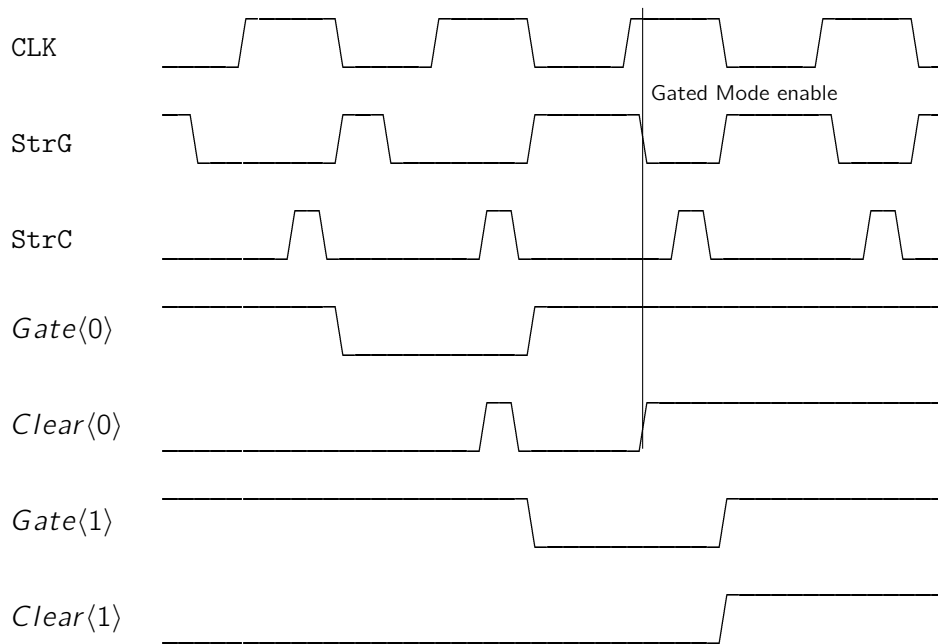 CLK
Gated Mode enable
StrG
StrC
Gate⟨0⟩
Clear⟨0⟩
Gate⟨1⟩
Clear⟨1⟩